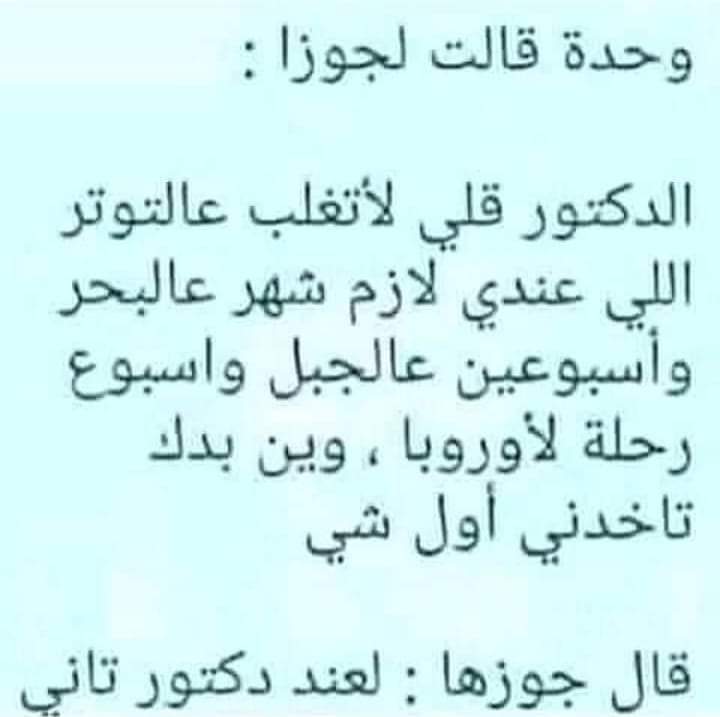 وحدة قالت لجوزا :
الدكتور قلي لأتغلب عالتوتر
اللي عندي لازم شهر عالبحر
وأسبوعين عالجبل واسبوع
رحلة لأوروبا ، وين بدك
تاخدني أول شي
قال جوزها : لعند دكتور تاني